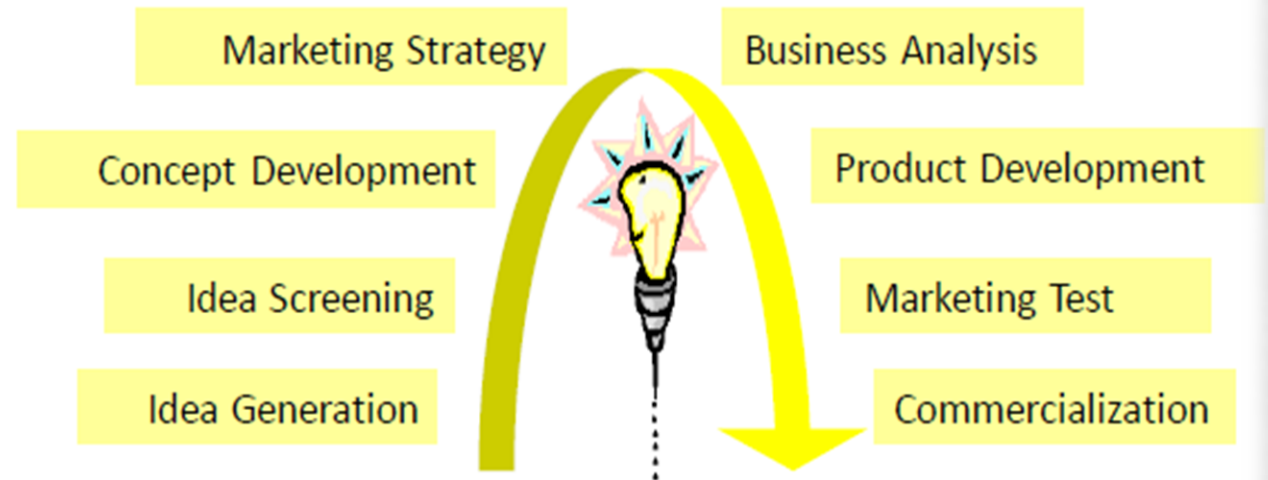 Marketing Strategy
Business Analysis
Concept Development
Product Development
Idea Screening
Marketing Test
Idea Generation
Commercialization